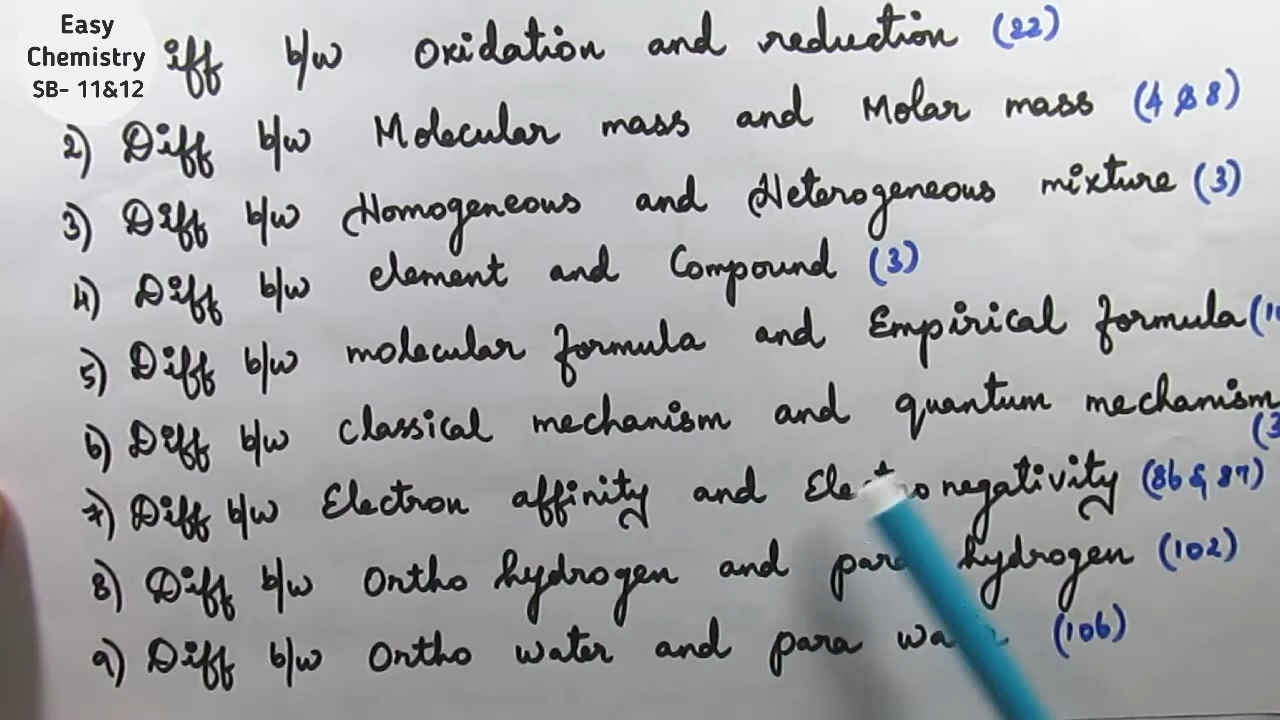 Easy
Chemistry
SB- 11&12
iff b/w Oxidation and reduction (22)
2) Diff b/w Molecular mass and Molar mass (4 & 8)
3) Diff b/w Homogeneous and Heterogeneous mixture (3)
4) Diff b/w element and Compound (3)
5) Diff b/w molecular formula and Empirical formula (1
6) Diff b/w classical mechanism and quantum mechanism
(3
7) Diff b/w Electron affinity and Electronegativity (86 & 87)
8) Diff b/w Ortho hydrogen and para hydrogen (102)
9) Diff b/w Ortho water and para water (106)